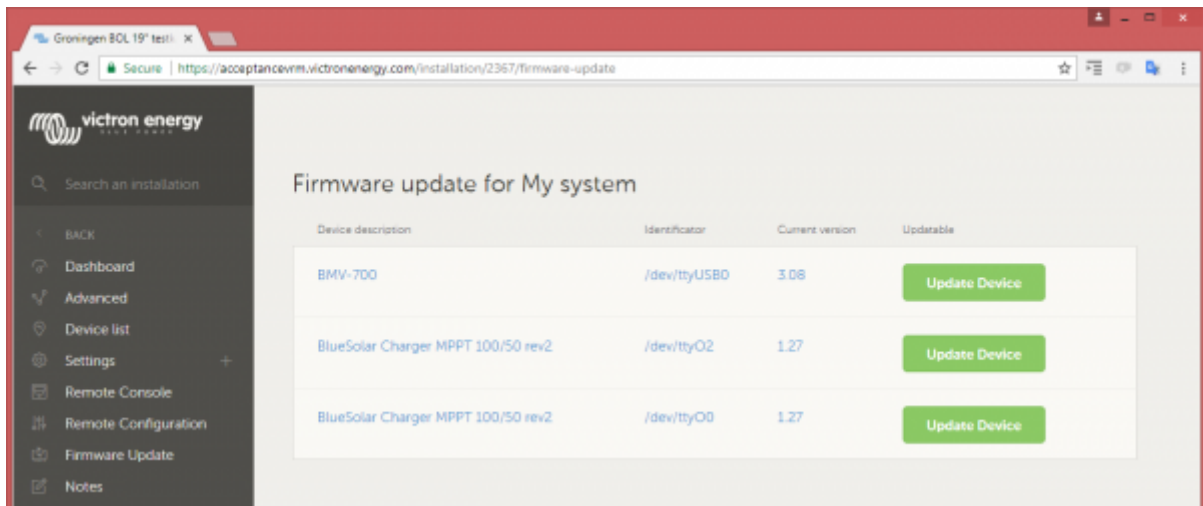 Groningen BOL 19" testi
Secure | https://acceptancevrm.victronenergy.com/installation/2367/firmware-update
victron energy
BLUE POWER
Search an installation
BACK
Dashboard
Advanced
Device list
Settings
Remote Console
Remote Configuration
Firmware Update
Notes
Firmware update for My system
Device description Identificator Current version Updatable
BMV-700 /dev/ttyUSB0 3.08 Update Device
BlueSolar Charger MPPT 100/50 rev2 /dev/ttyO2 1.27 Update Device
BlueSolar Charger MPPT 100/50 rev2 /dev/ttyO0 1.27 Update Device